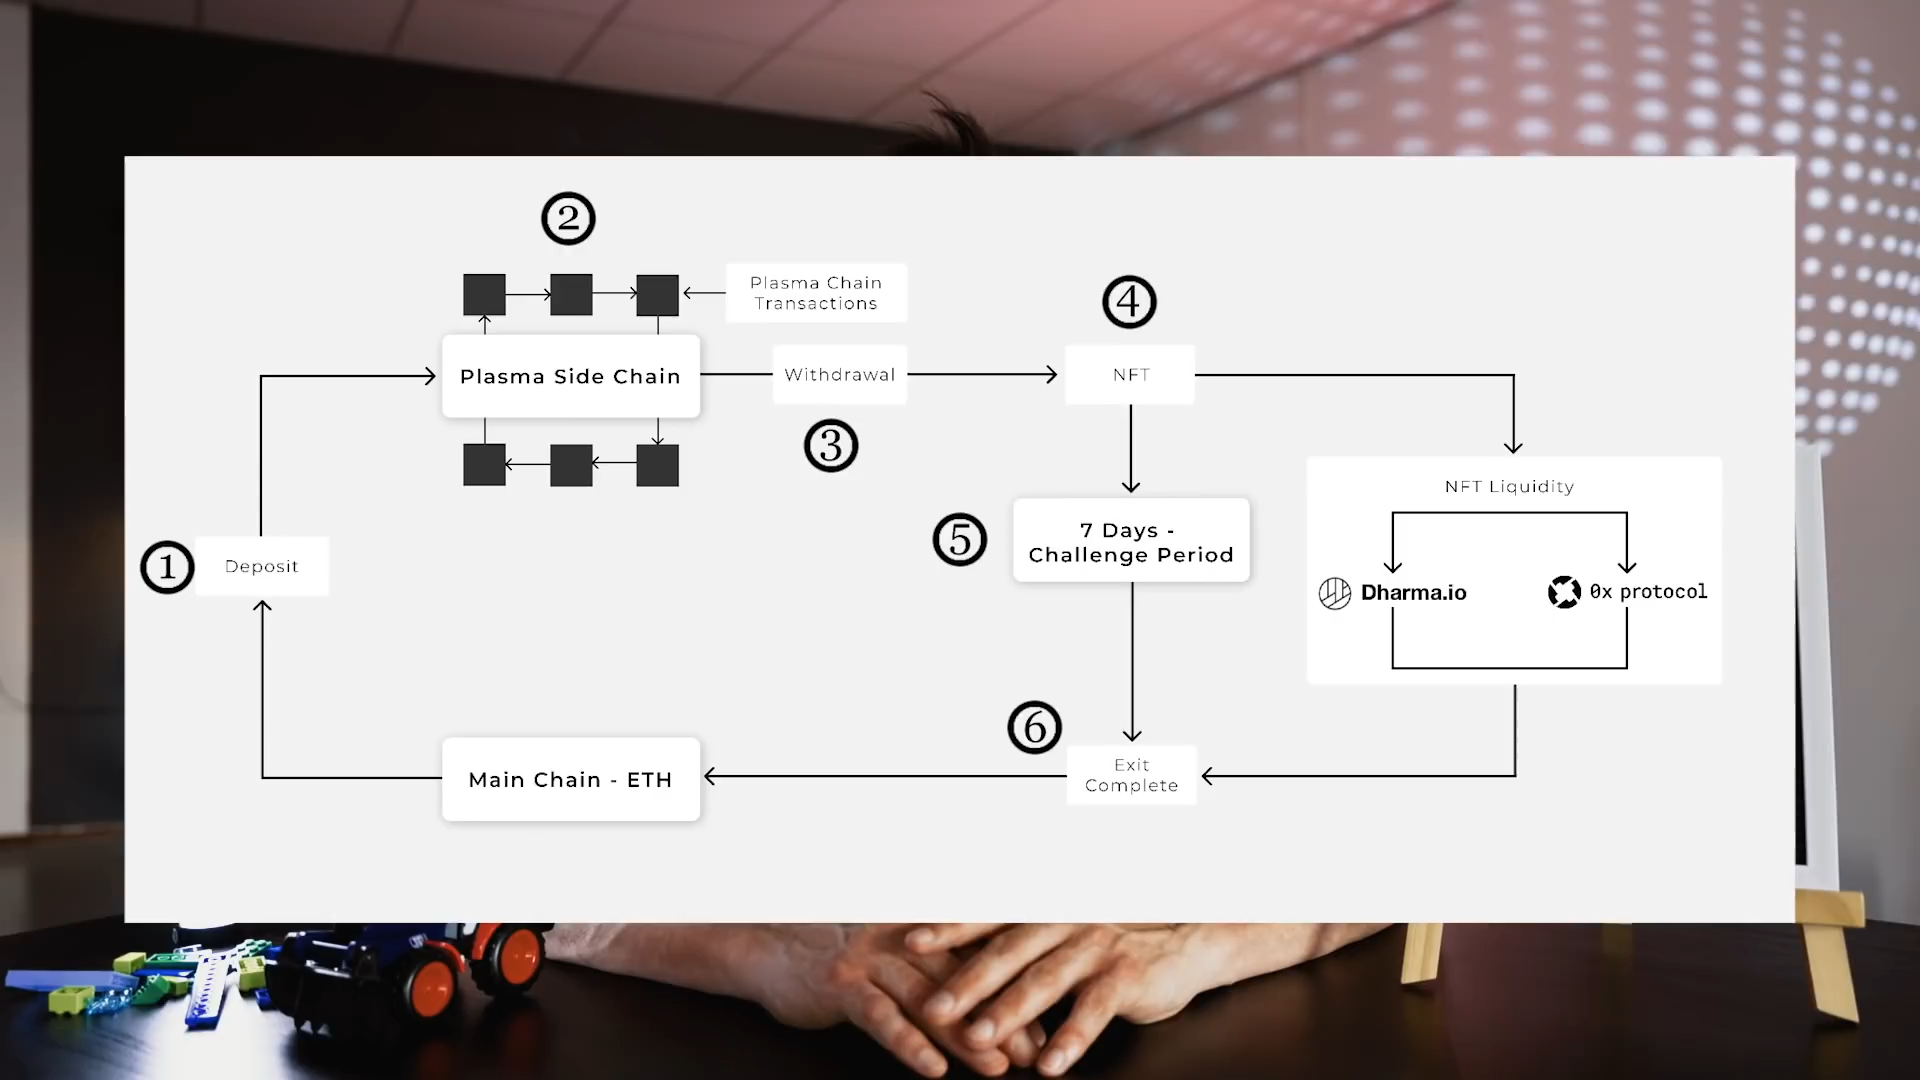 2
Plasma Chain
Transactions
4
Plasma Side Chain
Withdrawal
NFT
3
NFT Liquidity
5
7 Days -
Challenge Period
1
Deposit
Dharma.io
0x protocol
6
Main Chain - ETH
Exit
Complete